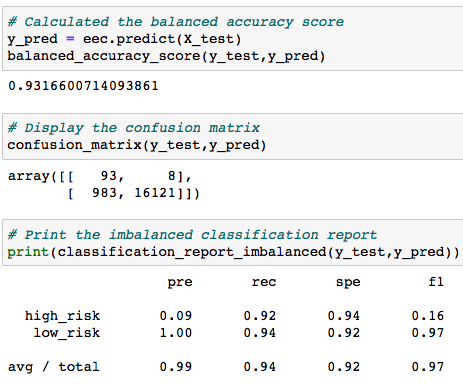 # Calculated the balanced accuracy score
y_pred = eec.predict(X_test)
balanced_accuracy_score(y_test,y_pred)
0.9316600714093861
# Display the confusion matrix
confusion_matrix(y_test,y_pred)
array([[   93,     8],
       [  983, 16121]])
# Print the imbalanced classification report
print(classification_report_imbalanced(y_test,y_pred))
pre rec spe f1
high_risk 0.09 0.92 0.94 0.16
low_risk 1.00 0.94 0.92 0.97
avg / total 0.99 0.94 0.92 0.97